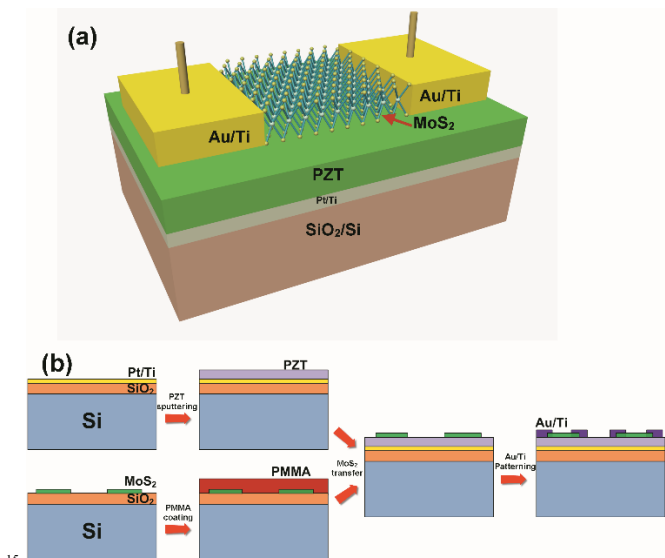 (a)
Au/Ti
Au/Ti
MoS₂
PZT
Pt/Ti
SiO₂/Si
(b)
Pt/Ti
SiO₂
Si
PZT
sputtering
PZT
MoS₂
SiO₂
Si
PMMA
coating
PMMA
MoS₂
transfer
Au/Ti
Patterning
Au/Ti